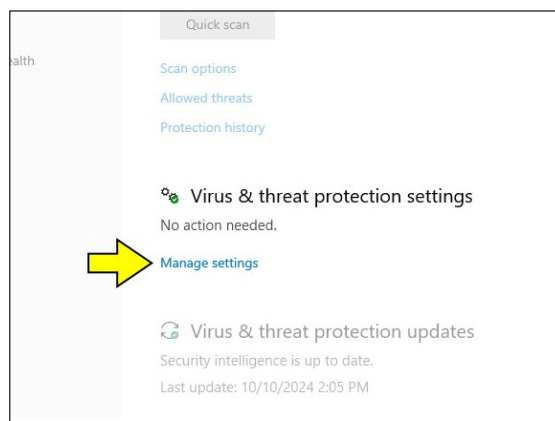 Quick scan
ealth
Scan options
Allowed threats
Protection history
Virus & threat protection settings
No action needed.
Manage settings
Virus & threat protection updates
Security intelligence is up to date.
Last update: 10/10/2024 2:05 PM